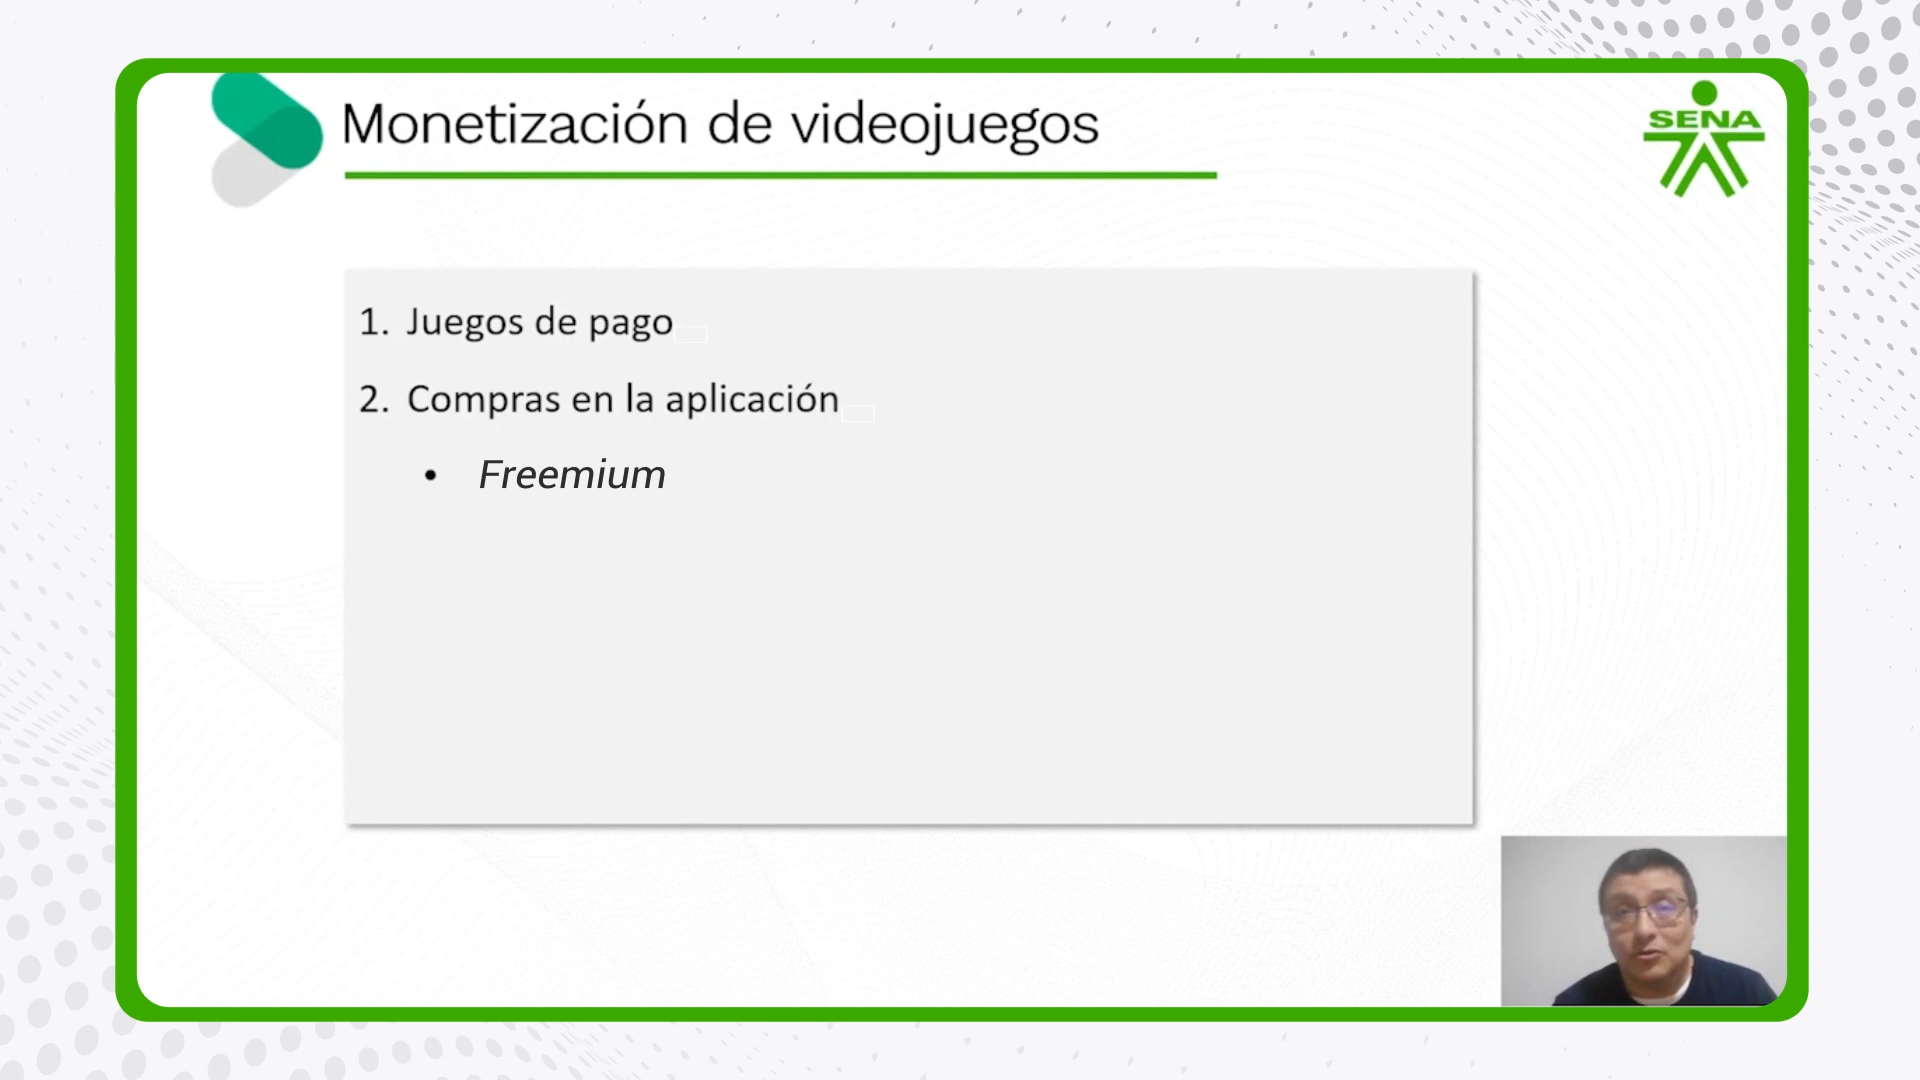 Monetización de videojuegos
SENA
1. Juegos de pago
2. Compras en la aplicación
• Freemium